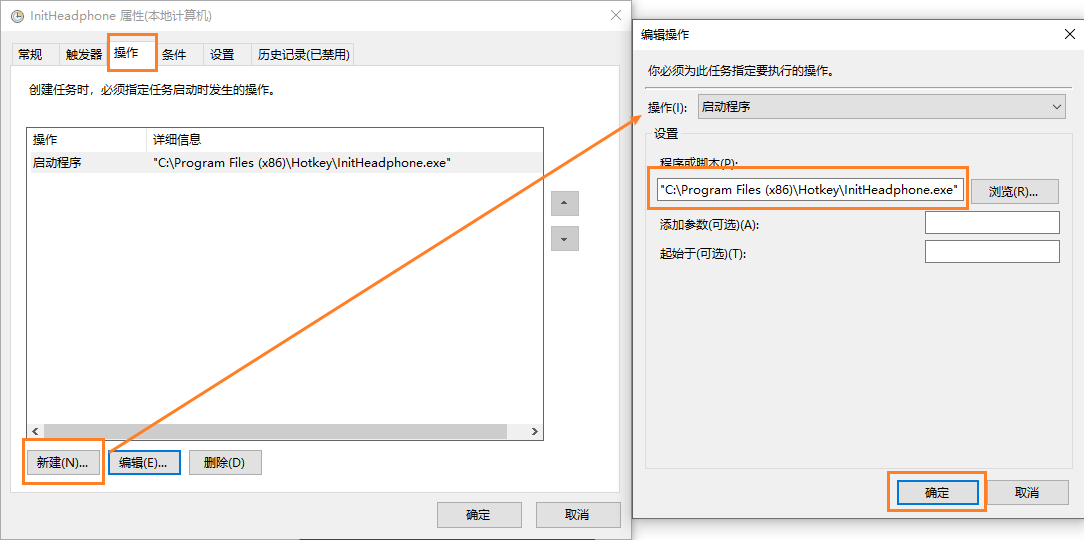 InitHeadphone 属性(本地计算机)
常规 触发器 操作 条件 设置 历史记录(已禁用)
创建任务时，必须指定任务启动时发生的操作。
操作 详细信息
启动程序 "C:\Program Files (x86)\Hotkey\InitHeadphone.exe"
新建(N)... 编辑(E)... 删除(D)
确定 取消
编辑操作
你必须为此任务指定要执行的操作。
操作(I): 启动程序
设置
程序或脚本(P):
"C:\Program Files (x86)\Hotkey\InitHeadphone.exe" 浏览(R)...
添加参数(可选)(A):
起始于(可选)(T):
确定 取消